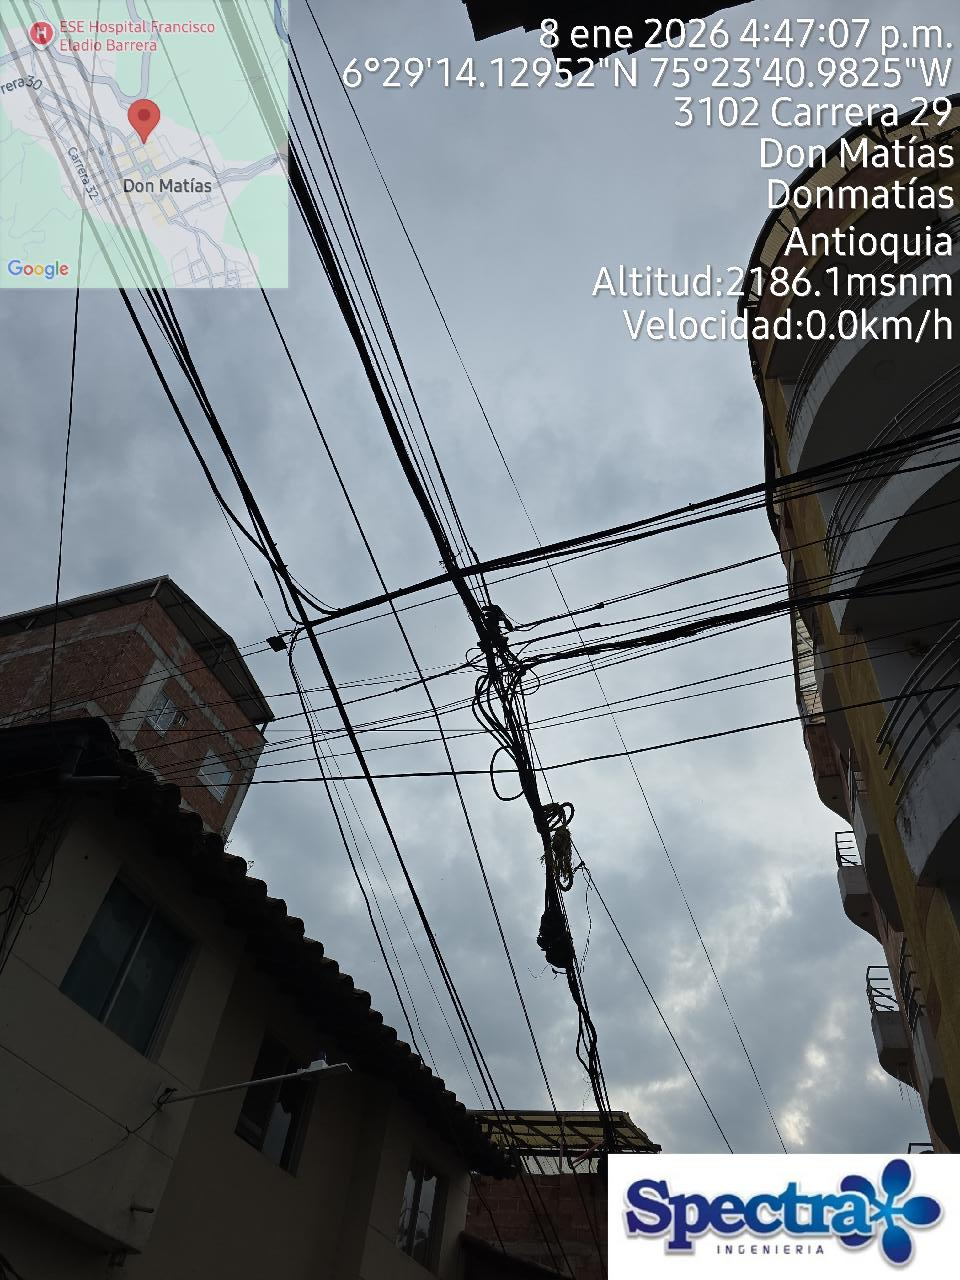 ESE Hospital Francisco
Eladio Barrera
rera30
Carrera 32
Don Matías
Google
8 ene 2026 4:47:07 p.m.
6°29'14.12952"N 75°23'40.9825"W
3102 Carrera 29
Don Matías
Donmatías
Antioquia
Altitud:2186.1msnm
Velocidad:0.0km/h
Spectra
INGENIERIA